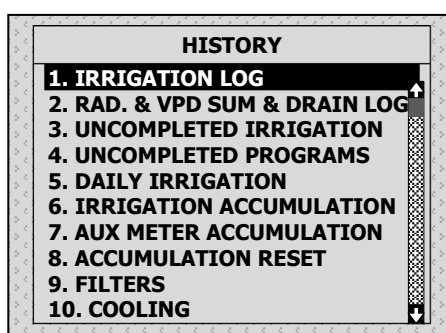 HISTORY
1. IRRIGATION LOG
2. RAD. & VPD SUM & DRAIN LOG
3. UNCOMPLETED IRRIGATION
4. UNCOMPLETED PROGRAMS
5. DAILY IRRIGATION
6. IRRIGATION ACCUMULATION
7. AUX METER ACCUMULATION
8. ACCUMULATION RESET
9. FILTERS
10. COOLING